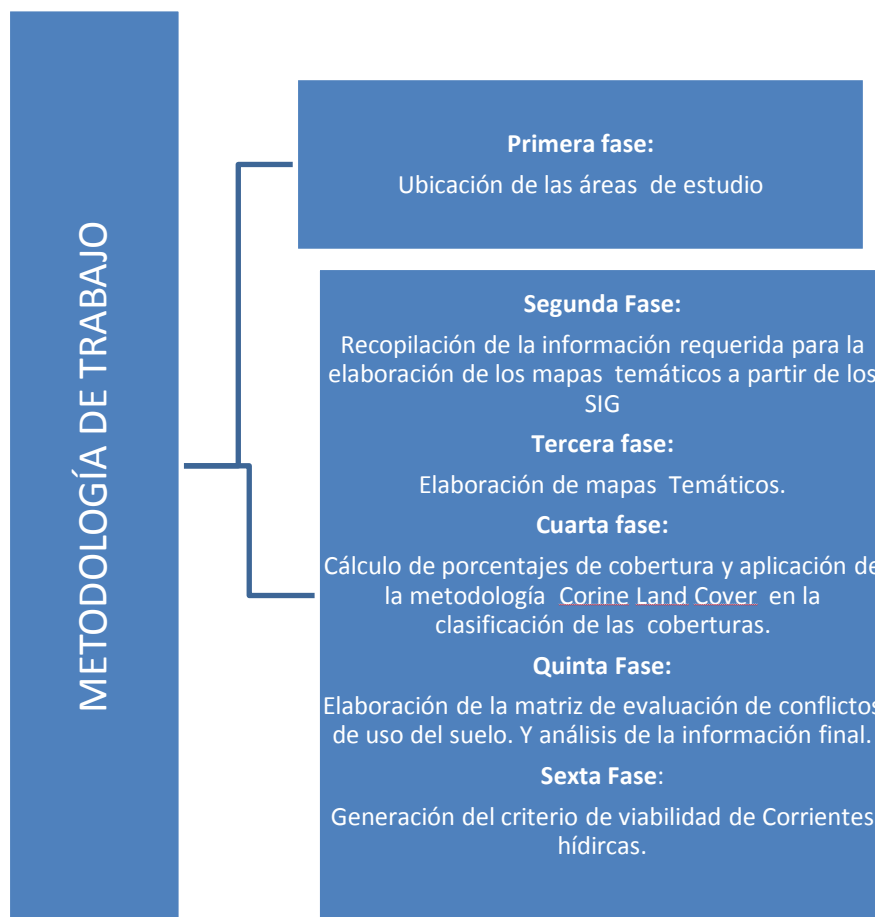 METODOLOGÍA DE TRABAJO
Primera fase:
Ubicación de las áreas de estudio
Segunda Fase:
Recopilación de la información requerida para la
elaboración de los mapas temáticos a partir de los
SIG
Tercera fase:
Elaboración de mapas Temáticos.
Cuarta fase:
Cálculo de porcentajes de cobertura y aplicación de
la metodología Corine Land Cover en la
clasificación de las coberturas.
Quinta Fase:
Elaboración de la matriz de evaluación de conflictos
de uso del suelo. Y análisis de la información final.
Sexta Fase:
Generación del criterio de viabilidad de Corrientes
hídircas.